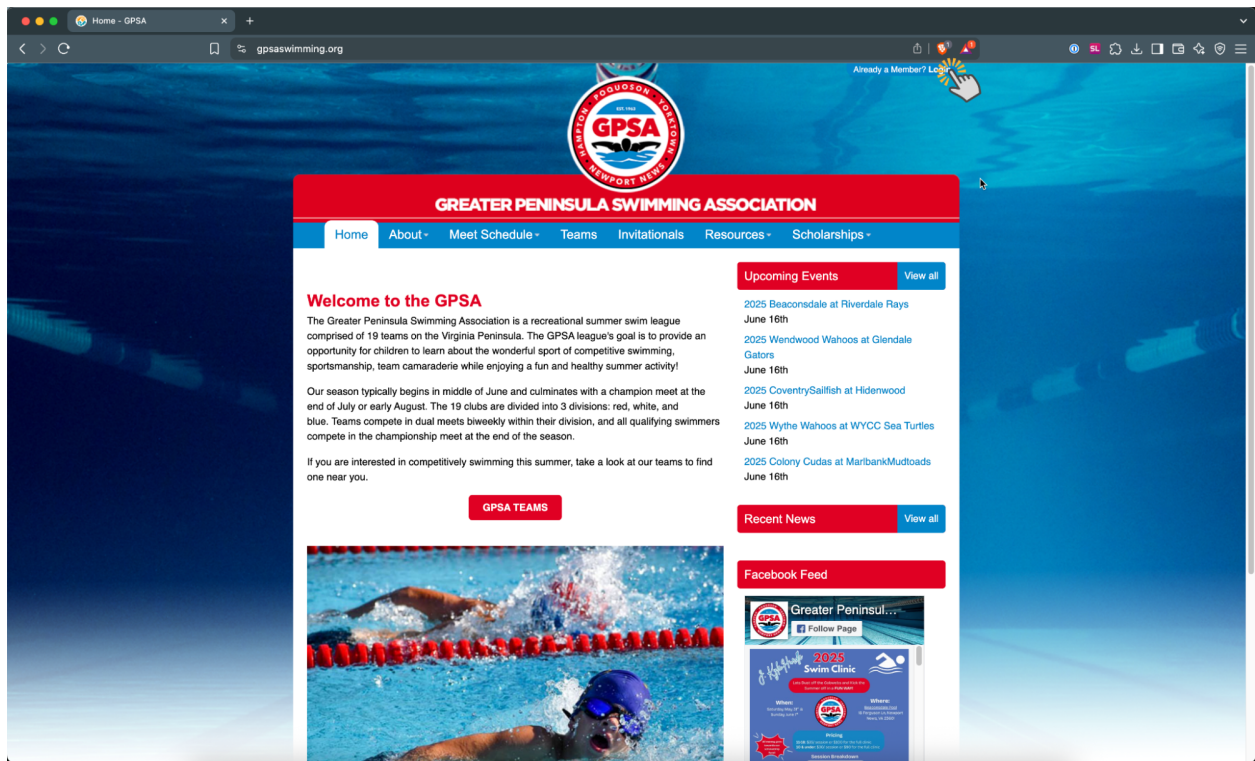 Home - GPSA
gpsaswimming.org
SL
Already a Member? Login
HAMPTON · POQUOSON · YORKTOWN
EST. 1963
GPSA
NEWPORT NEWS
GREATER PENINSULA SWIMMING ASSOCIATION
Home About Meet Schedule Teams Invitationals Resources Scholarships
Welcome to the GPSA
The Greater Peninsula Swimming Association is a recreational summer swim league
comprised of 19 teams on the Virginia Peninsula. The GPSA league's goal is to provide an
opportunity for children to learn about the wonderful sport of competitive swimming,
sportsmanship, team camaraderie while enjoying a fun and healthy summer activity!
Our season typically begins in middle of June and culminates with a champion meet at the
end of July or early August. The 19 clubs are divided into 3 divisions: red, white, and
blue. Teams compete in dual meets biweekly within their division, and all qualifying swimmers
compete in the championship meet at the end of the season.
If you are interested in competitively swimming this summer, take a look at our teams to find
one near you.
GPSA TEAMS
Upcoming Events View all
2025 Beaconsdale at Riverdale Rays
June 16th
2025 Wendwood Wahoos at Glendale
Gators
June 16th
2025 CoventrySailfish at Hidenwood
June 16th
2025 Wythe Wahoos at WYCC Sea Turtles
June 16th
2025 Colony Cudas at MarlbankMudtoads
June 16th
Recent News View all
Facebook Feed
Greater Peninsul...
GPSA
Follow Page
2025
Swim Clinic
When:
Where:
GPSA
Pricing
Session Breakdown